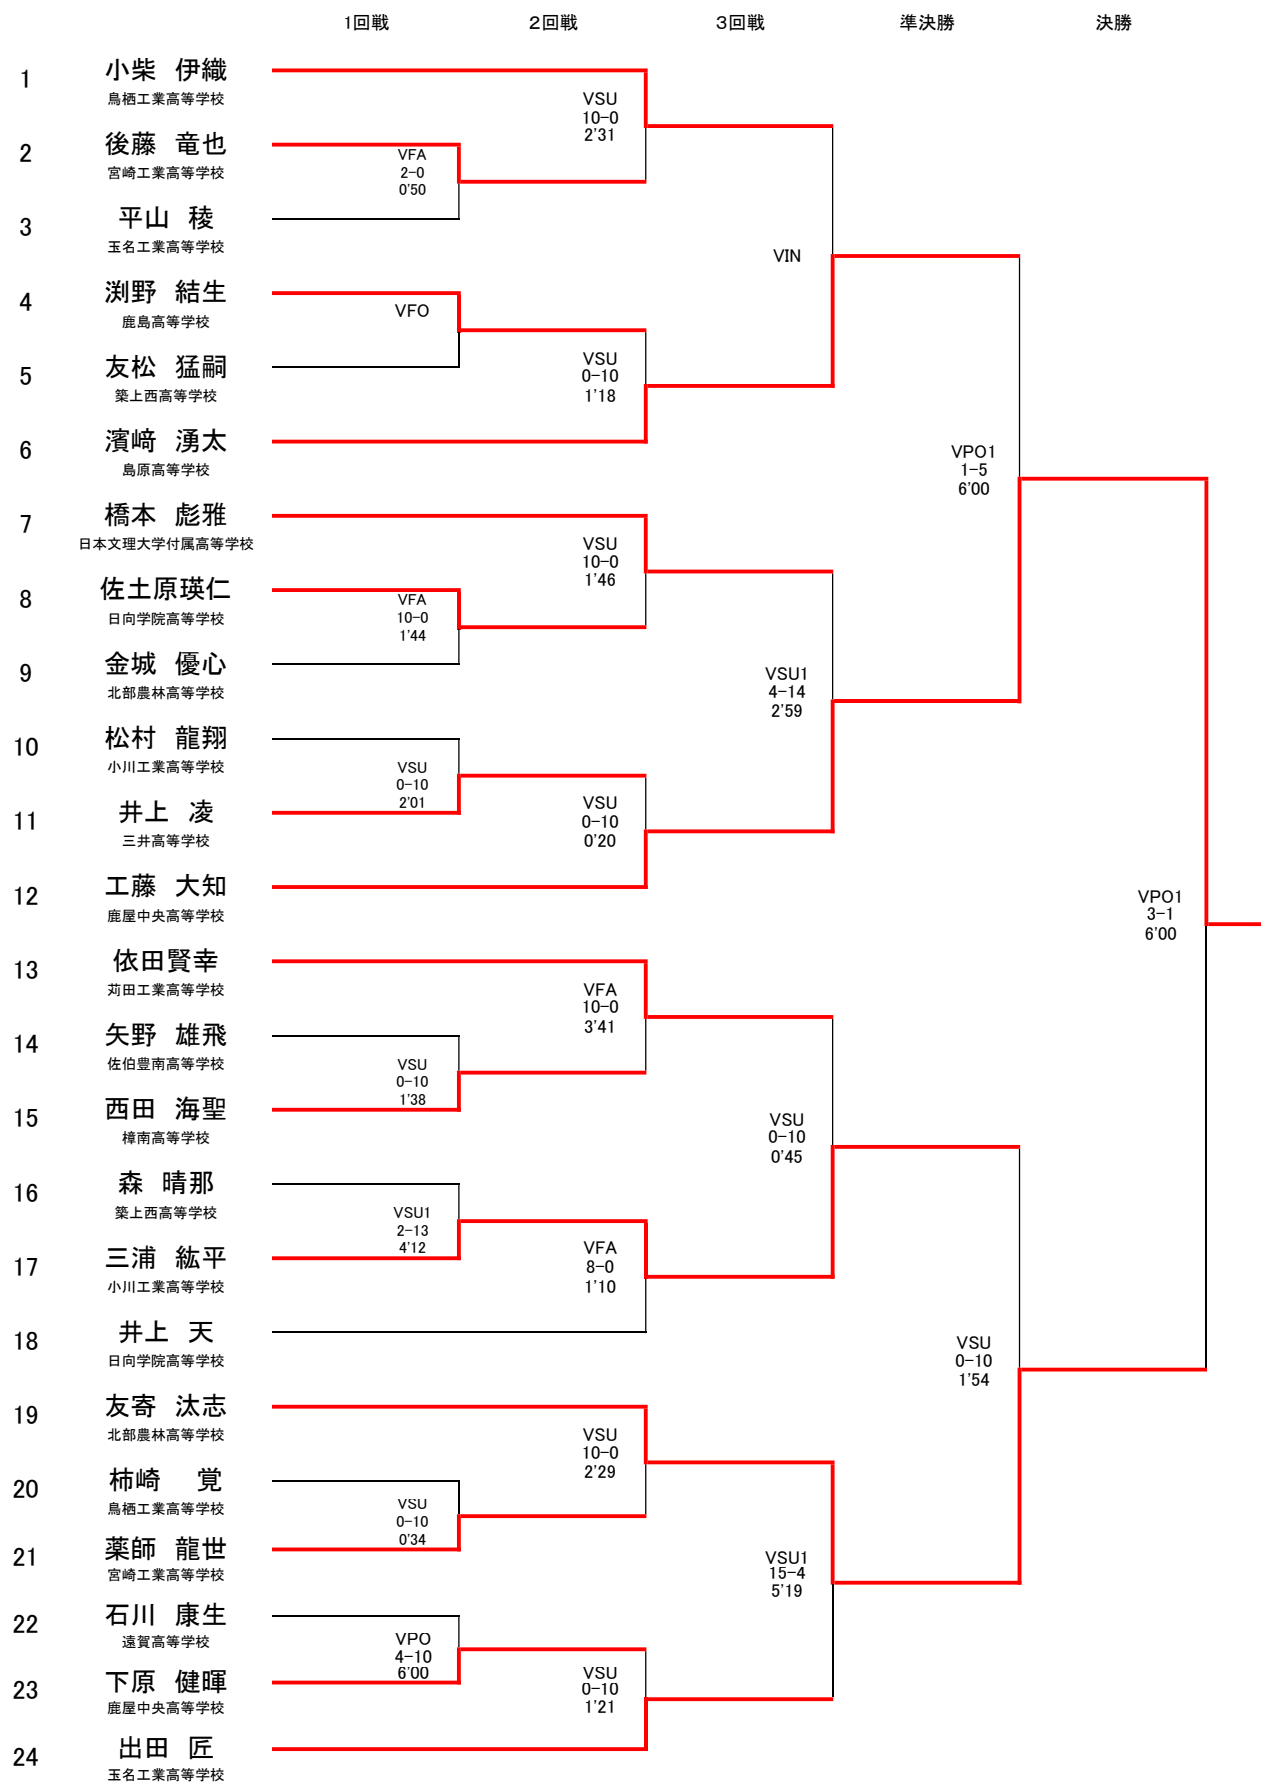 1回戦 2回戦 3回戦 準決勝 決勝
1 小柴 伊織
鳥栖工業高等学校
VSU
10-0
2'31
2 後藤 竜也
宮崎工業高等学校
VFA
2-0
0'50
3 平山 稜
玉名工業高等学校
VIN
4 渕野 結生
鹿島高等学校
VFO
5 友松 猛嗣
築上西高等学校
VSU
0-10
1'18
6 濱﨑 湧太
島原高等学校
VPO1
1-5
6'00
7 橋本 彪雅
日本文理大学付属高等学校
VSU
10-0
1'46
8 佐土原瑛仁
日向学院高等学校
VFA
10-0
1'44
9 金城 優心
北部農林高等学校
VSU1
4-14
2'59
10 松村 龍翔
小川工業高等学校
VSU
0-10
2'01
11 井上 凌
三井高等学校
VSU
0-10
0'20
12 工藤 大知
鹿屋中央高等学校
VPO1
3-1
6'00
13 依田賢幸
苅田工業高等学校
VFA
10-0
3'41
14 矢野 雄飛
佐伯豊南高等学校
VSU
0-10
1'38
15 西田 海聖
樟南高等学校
VSU
0-10
0'45
16 森 晴那
築上西高等学校
VSU1
2-13
4'12
17 三浦 紘平
小川工業高等学校
VFA
8-0
1'10
18 井上 天
日向学院高等学校
VSU
0-10
1'54
19 友寄 汰志
北部農林高等学校
VSU
10-0
2'29
20 柿崎 覚
鳥栖工業高等学校
VSU
0-10
0'34
21 薬師 龍世
宮崎工業高等学校
VSU1
15-4
5'19
22 石川 康生
遠賀高等学校
VPO
4-10
6'00
23 下原 健暉
鹿屋中央高等学校
VSU
0-10
1'21
24 出田 匠
玉名工業高等学校